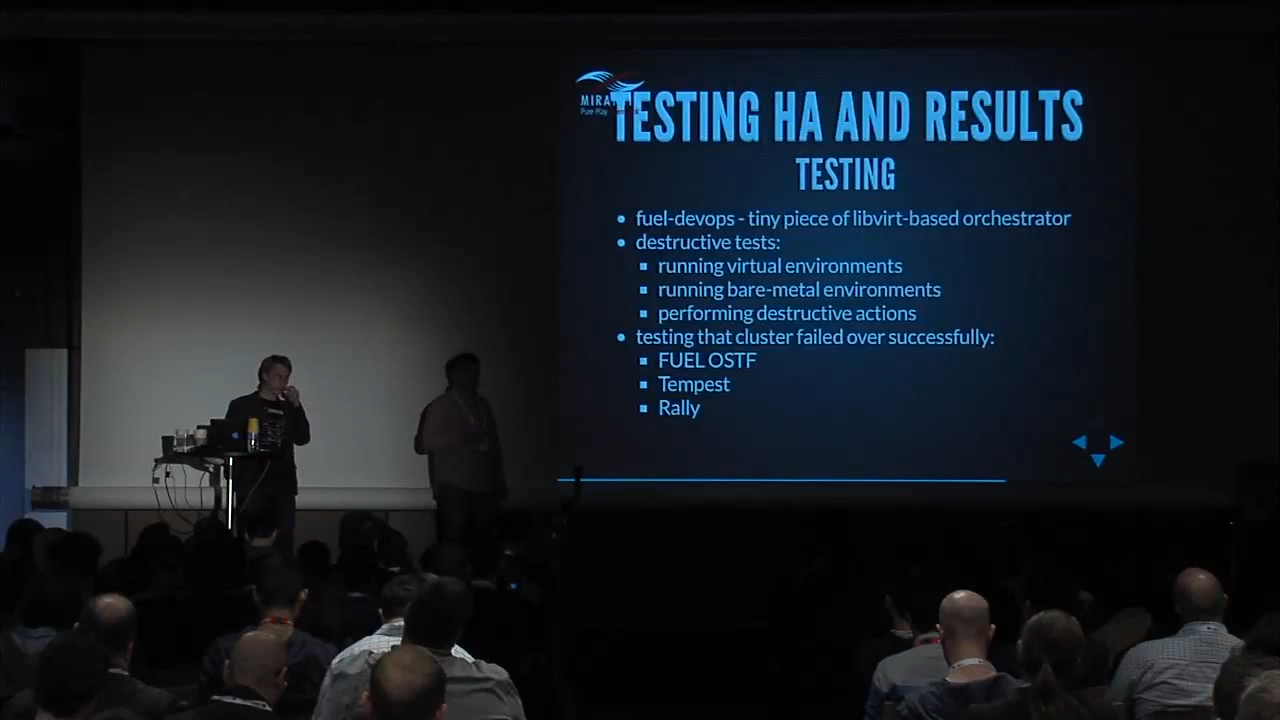 TESTING HA AND RESULTS
TESTING
fuel-devops - tiny piece of libvirt-based orchestrator
destructive tests:
running virtual environments
running bare-metal environments
performing destructive actions
testing that cluster failed over successfully:
FUEL OSTF
Tempest
Rally
Pure Play